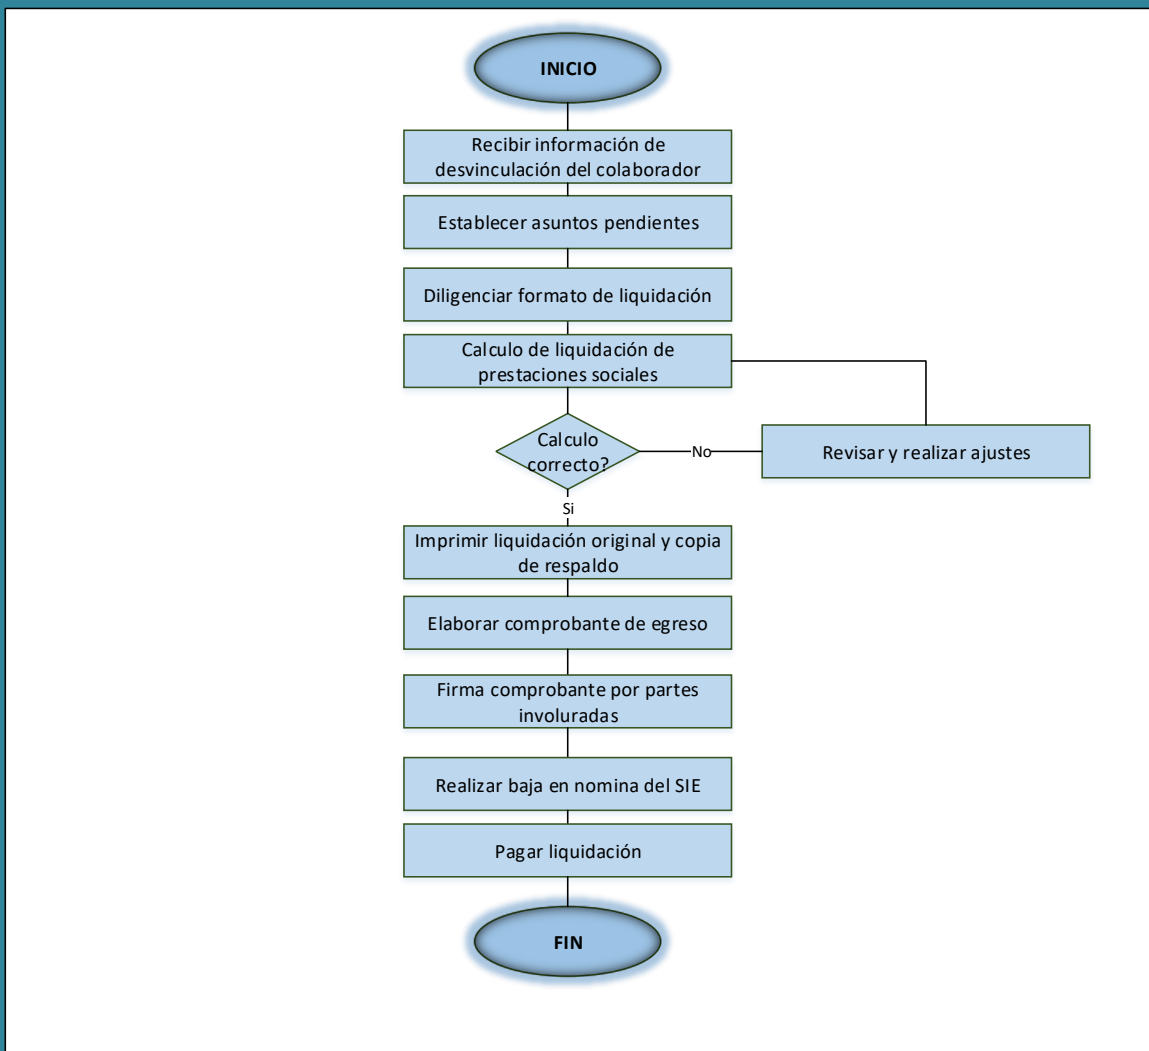 INICIO
Recibir información de
desvinculación del colaborador
Establecer asuntos pendientes
Diligenciar formato de liquidación
Calculo de liquidación de
prestaciones sociales
Calculo
correcto?
No
Revisar y realizar ajustes
Si
Imprimir liquidación original y copia
de respaldo
Elaborar comprobante de egreso
Firma comprobante por partes
involuradas
Realizar baja en nomina del SIE
Pagar liquidación
FIN